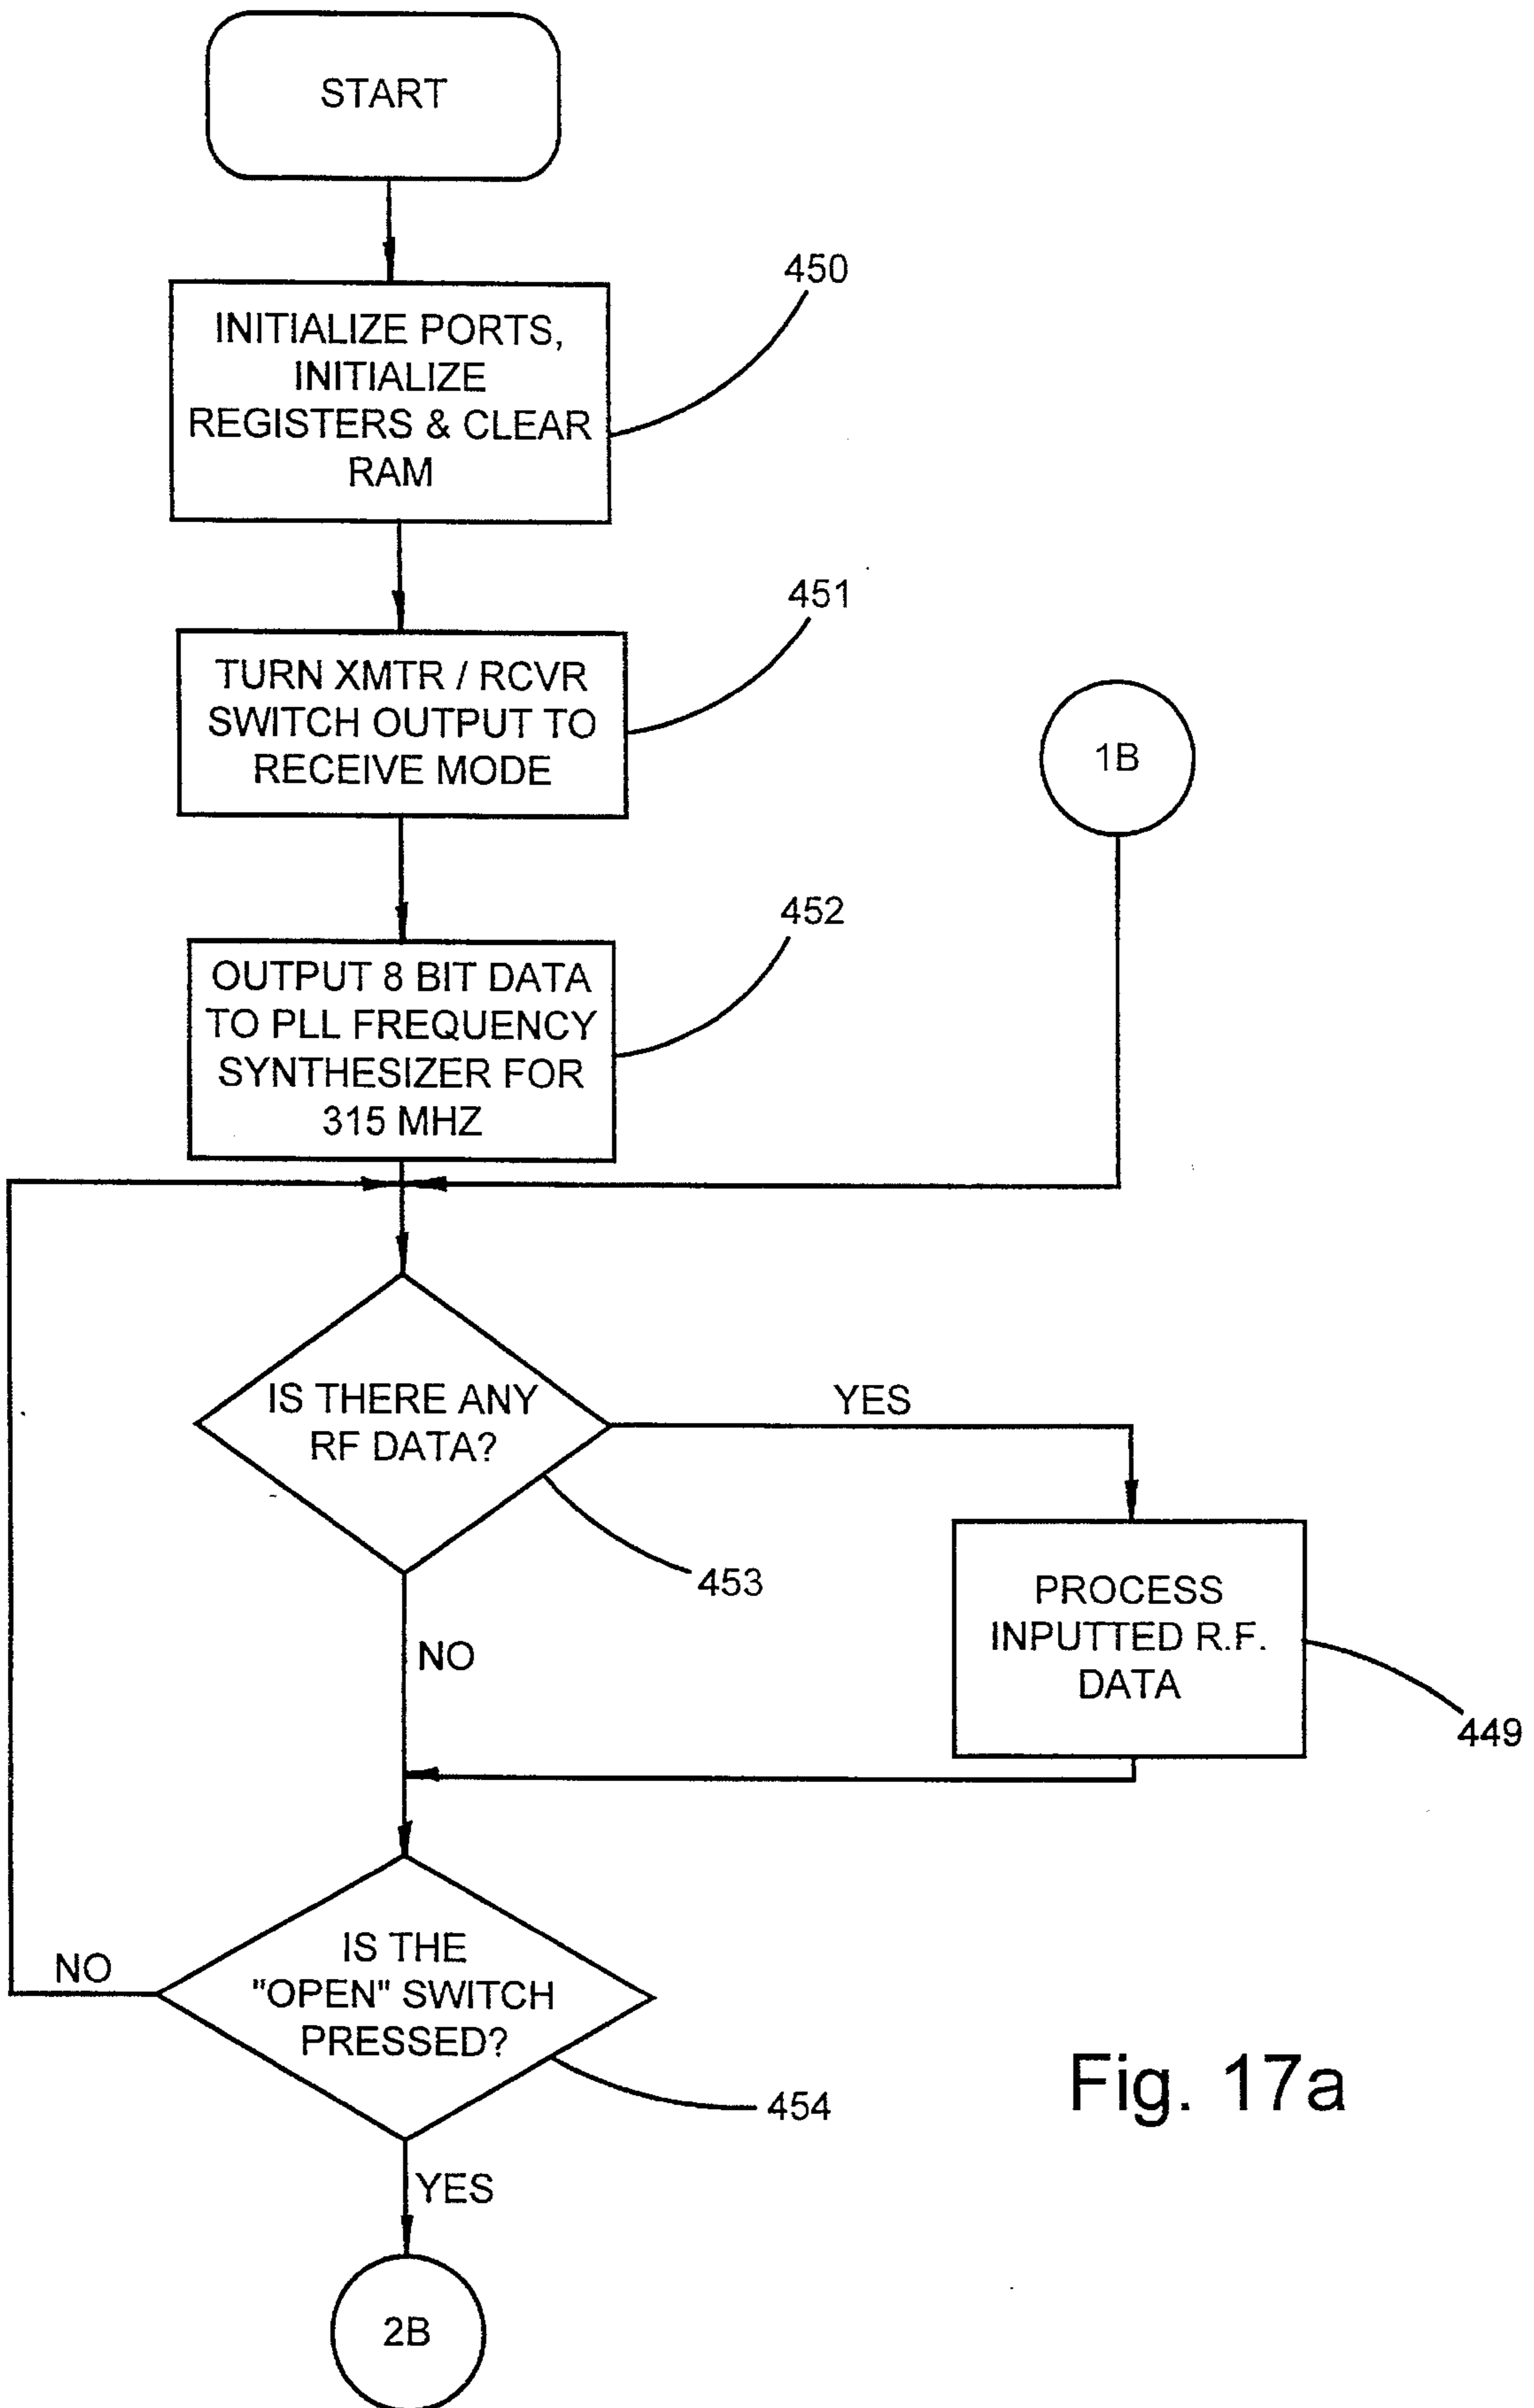 START
450
INITIALIZE PORTS,
INITIALIZE
REGISTERS & CLEAR
RAM
451
TURN XMTR / RCVR
SWITCH OUTPUT TO
RECEIVE MODE
1B
452
OUTPUT 8 BIT DATA
TO PLL FREQUENCY
SYNTHESIZER FOR
315 MHZ
IS THERE ANY
RF DATA?
YES
453
NO
PROCESS
INPUTTED R.F.
DATA
449
IS THE
"OPEN" SWITCH
PRESSED?
NO
454
YES
2B
Fig. 17a